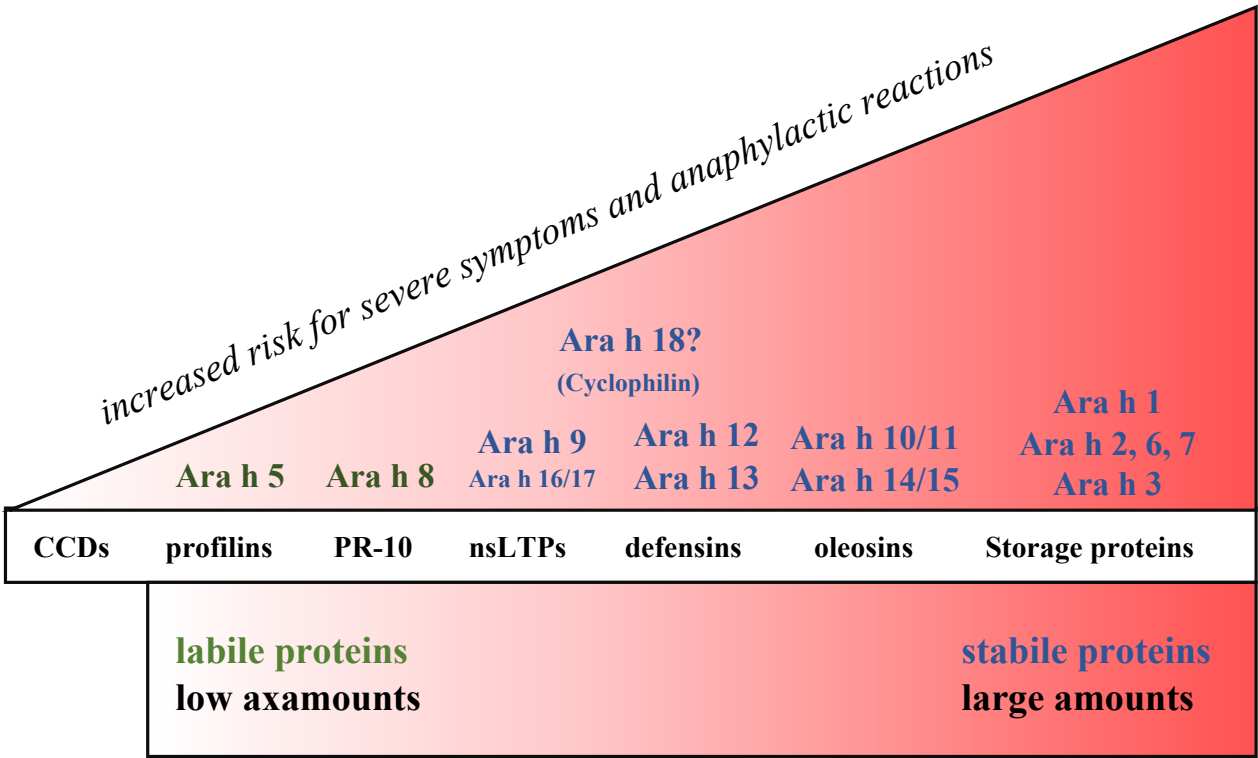 increased risk for severe symptoms and anaphylactic reactions
Ara h 18?
(Cyclophilin)
Ara h 5
Ara h 8
Ara h 9
Ara h 16/17
Ara h 12
Ara h 13
Ara h 10/11
Ara h 14/15
Ara h 1
Ara h 2, 6, 7
Ara h 3
CCDs
profilins
PR-10
nsLTPs
defensins
oleosins
Storage proteins
labile proteins
low axamounts
stabile proteins
large amounts